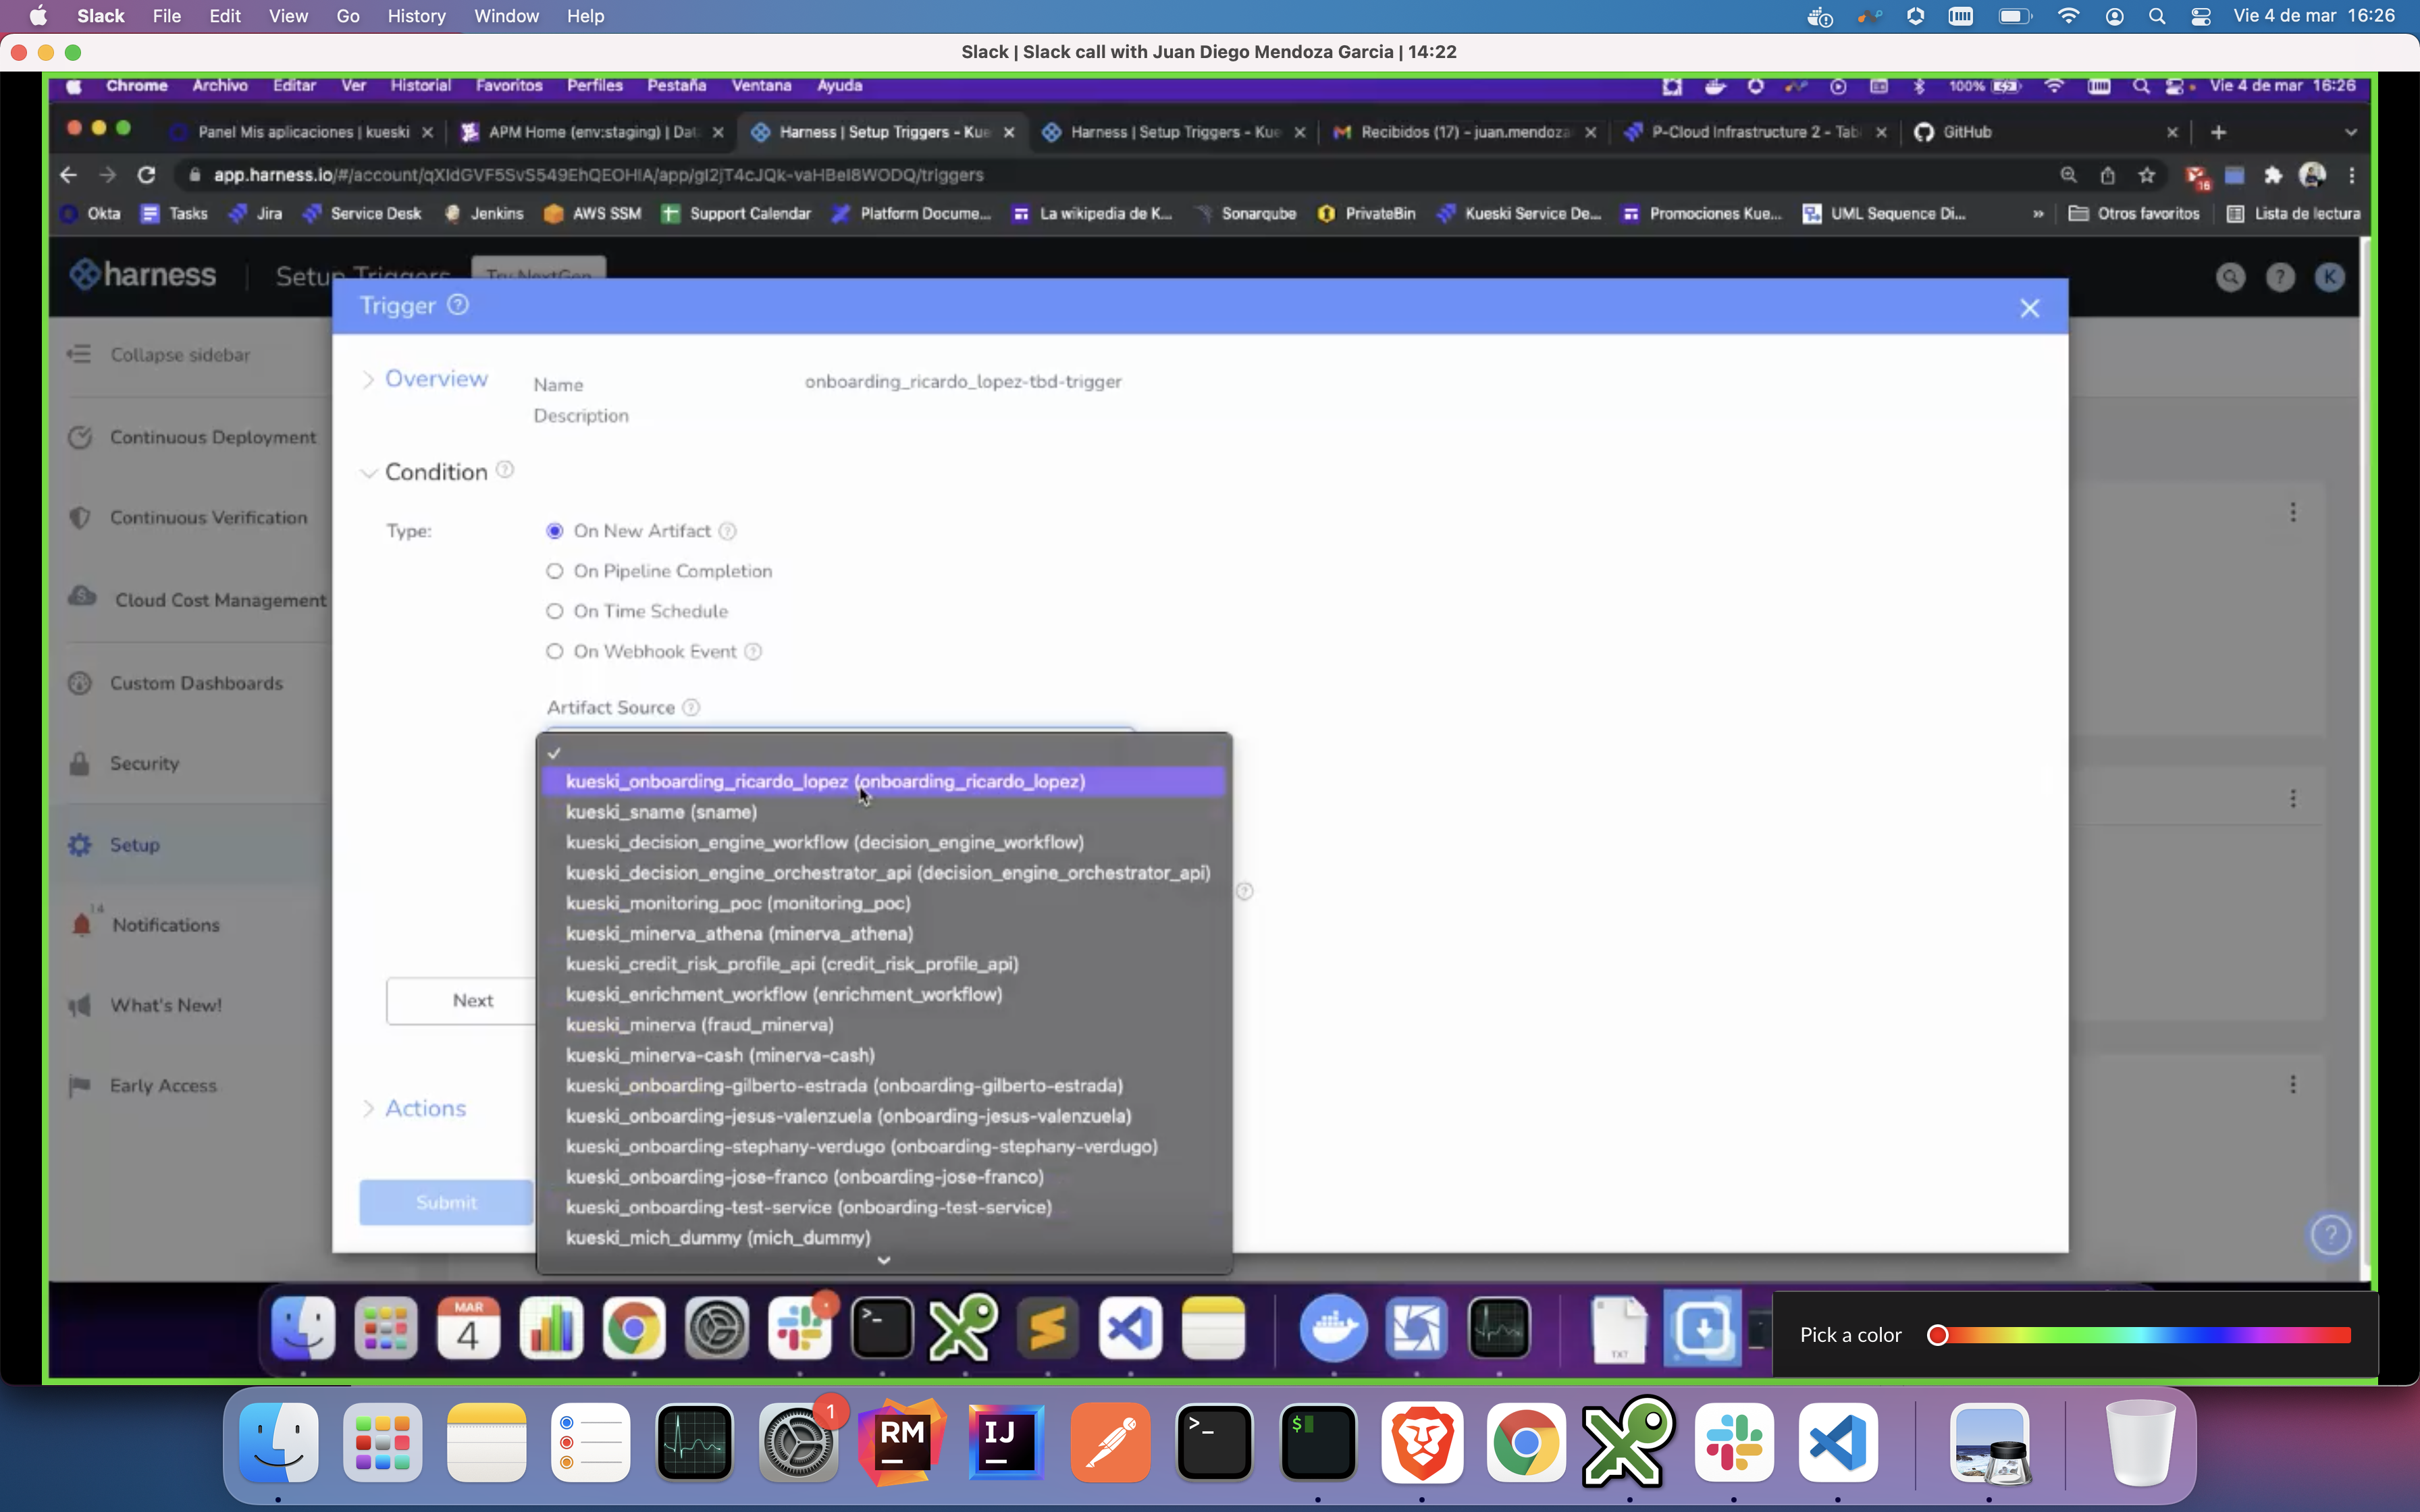 Slack File Edit View Go History Window Help Vie 4 de mar 16:26
Slack | Slack call with Juan Diego Mendoza Garcia | 14:22
Chrome Archivo Editar Ver Historial Favoritos Perfiles Pestaña Ventana Ayuda 100% Vie 4 de mar 16:26
Panel Mis aplicaciones | kueski APM Home (env:staging) | Dat Harness | Setup Triggers - Kue Harness | Setup Triggers - Kue Recibidos (17) - juan.mendoza P-Cloud Infrastructure 2 - Tab GitHub
Okta Tasks Jira Service Desk Jenkins AWS SSM Support Calendar Platform Docume... La wikipedia de K... Sonarqube PrivateBin Kueski Service De... Promociones Kue... UML Sequence Di... » Otros favoritos Lista de lectura
16
harness Setup Triggers Try NextGen K
Trigger
Collapse sidebar
Continuous Deployment
Continuous Verification
Cloud Cost Management
Custom Dashboards
Security
Setup
14
Notifications
What's New!
Early Access
Overview
Name onboarding_ricardo_lopez-tbd-trigger
Description
Condition
Type:
On New Artifact
On Pipeline Completion
On Time Schedule
On Webhook Event
Artifact Source
kueski_onboarding_ricardo_lopez (onboarding_ricardo_lopez)
kueski_sname (sname)
kueski_decision_engine_workflow (decision_engine_workflow)
kueski_decision_engine_orchestrator_api (decision_engine_orchestrator_api)
kueski_monitoring_poc (monitoring_poc)
kueski_minerva_athena (minerva_athena)
kueski_credit_risk_profile_api (credit_risk_profile_api)
kueski_enrichment_workflow (enrichment_workflow)
kueski_minerva (fraud_minerva)
kueski_minerva-cash (minerva-cash)
kueski_onboarding-gilberto-estrada (onboarding-gilberto-estrada)
kueski_onboarding-jesus-valenzuela (onboarding-jesus-valenzuela)
kueski_onboarding-stephany-verdugo (onboarding-stephany-verdugo)
kueski_onboarding-jose-franco (onboarding-jose-franco)
kueski_onboarding-test-service (onboarding-test-service)
kueski_mich_dummy (mich_dummy)
Next
Actions
Submit
MAR
4
TXT
Pick a color
1
RM
IJ